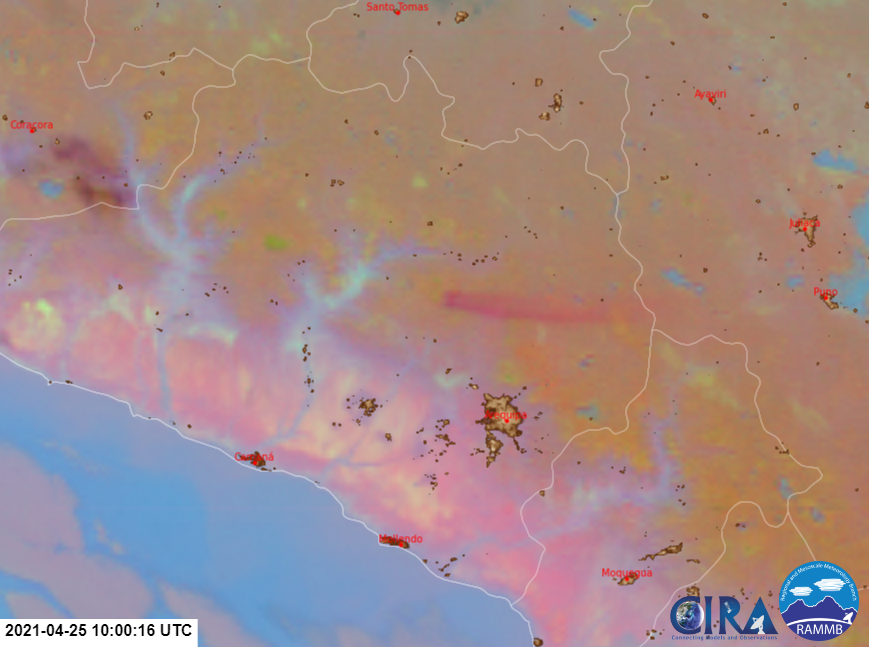 Santo Tomas
Ayaviri
Coracora
Juliaca
Puno
Arequipa
Camaná
Mollendo
Moquegua
2021-04-25 10:00:16 UTC
CIRA
Connecting Models and Observations
Regional and Mesoscale Meteorology Branch
RAMMB